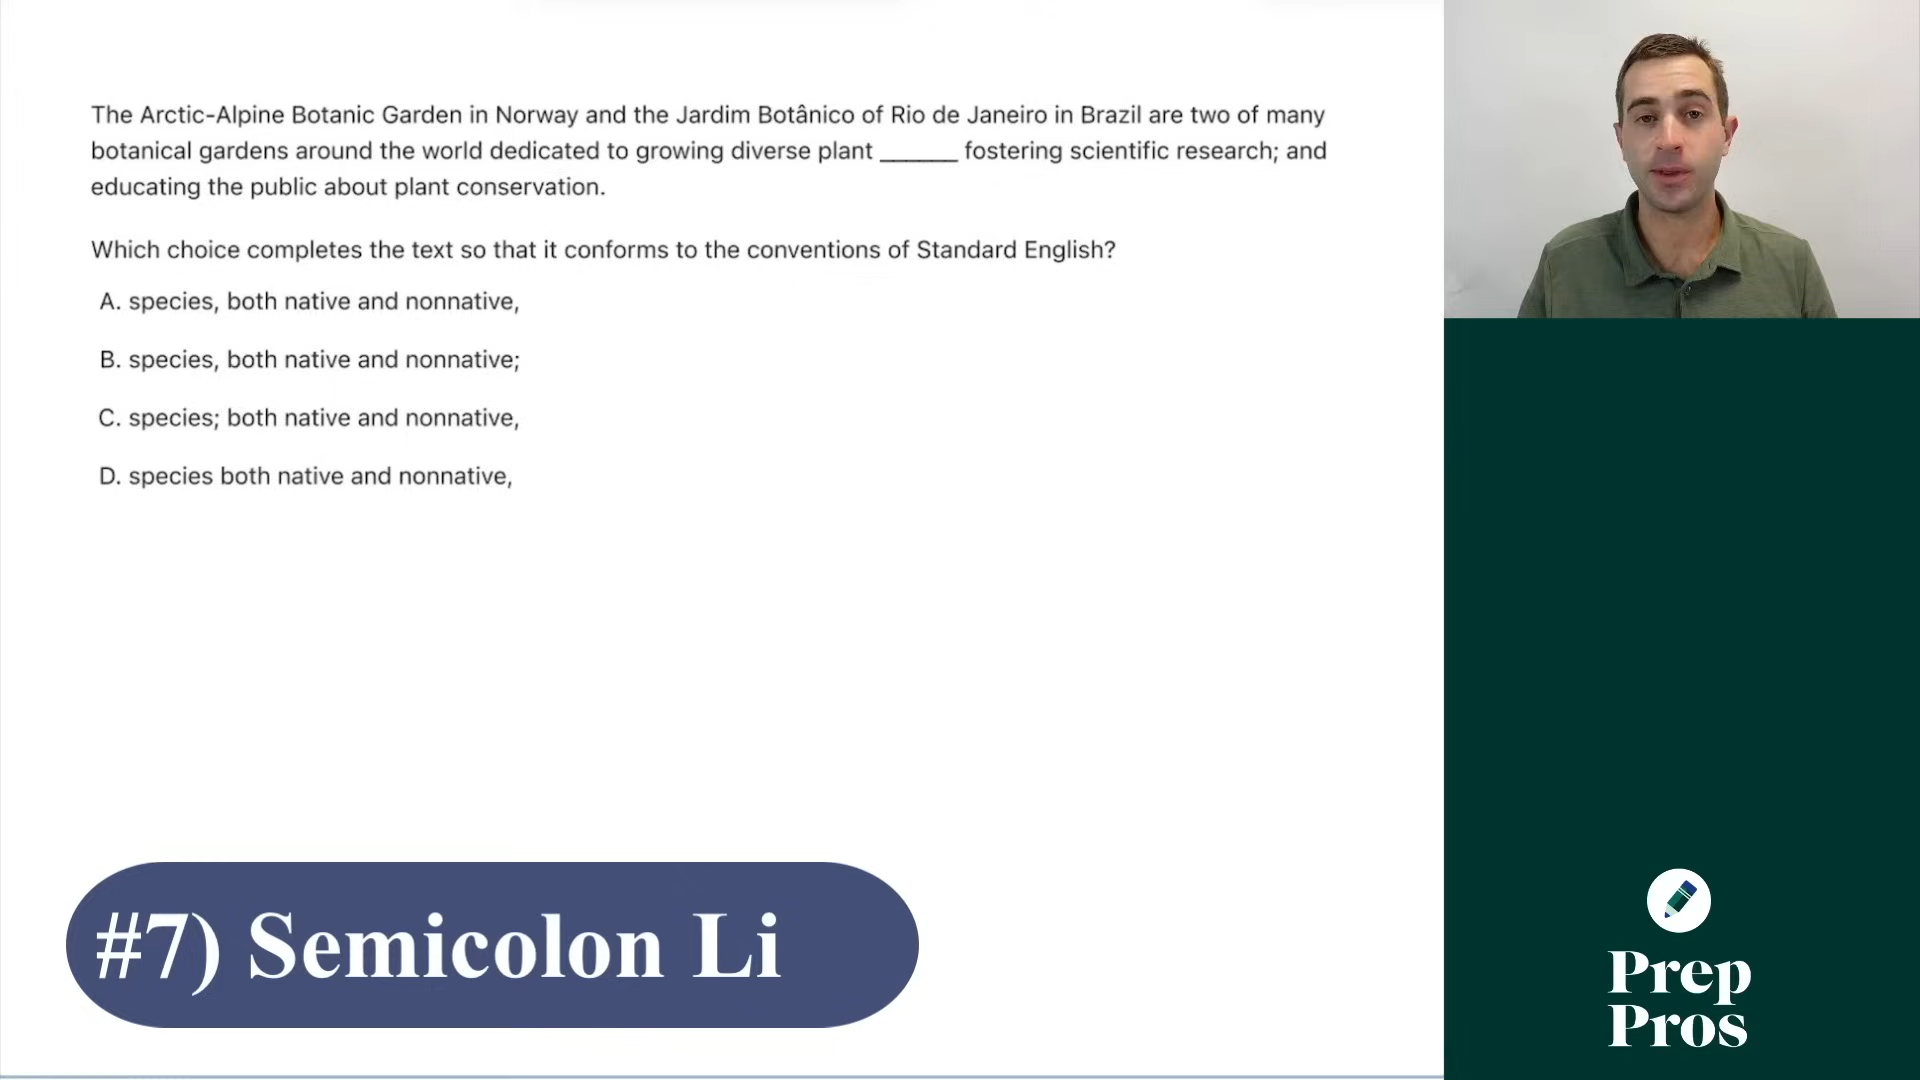 The Arctic-Alpine Botanic Garden in Norway and the Jardim Botânico of Rio de Janeiro in Brazil are two of many
botanical gardens around the world dedicated to growing diverse plant ______ fostering scientific research; and
educating the public about plant conservation.
Which choice completes the text so that it conforms to the conventions of Standard English?
A. species, both native and nonnative,
B. species, both native and nonnative;
C. species; both native and nonnative,
D. species both native and nonnative,
#7) Semicolon Li
Prep
Pros